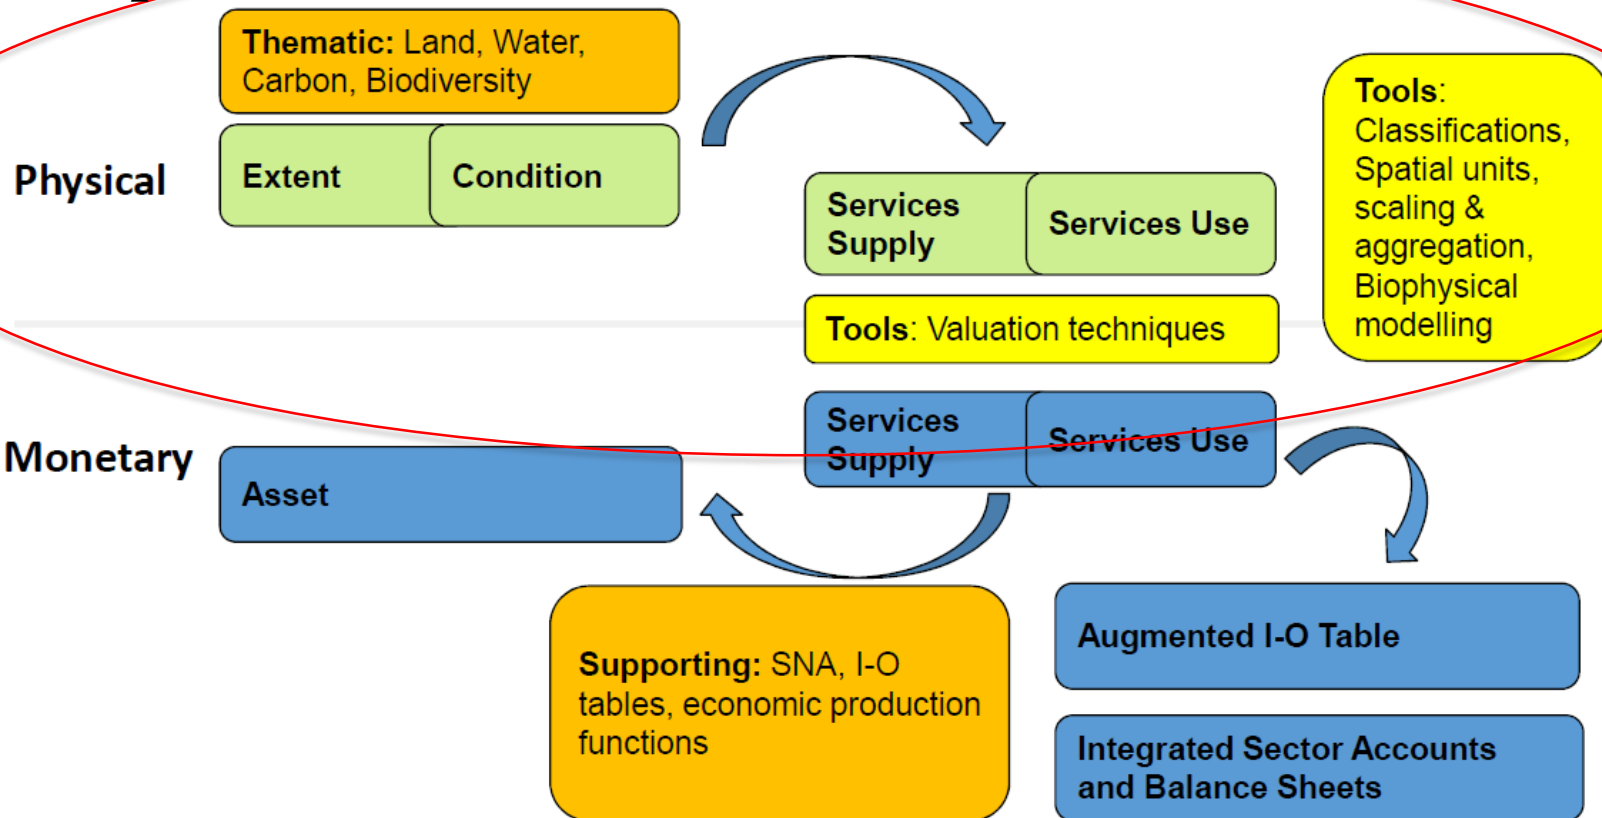 Thematic: Land, Water,
Carbon, Biodiversity
Physical
Extent
Condition
Services
Supply
Services Use
Tools:
Classifications,
Spatial units,
scaling &
aggregation,
Biophysical
modelling
Tools: Valuation techniques
Monetary
Services
Supply
Services Use
Asset
Supporting: SNA, I-O
tables, economic production
functions
Augmented I-O Table
Integrated Sector Accounts
and Balance Sheets